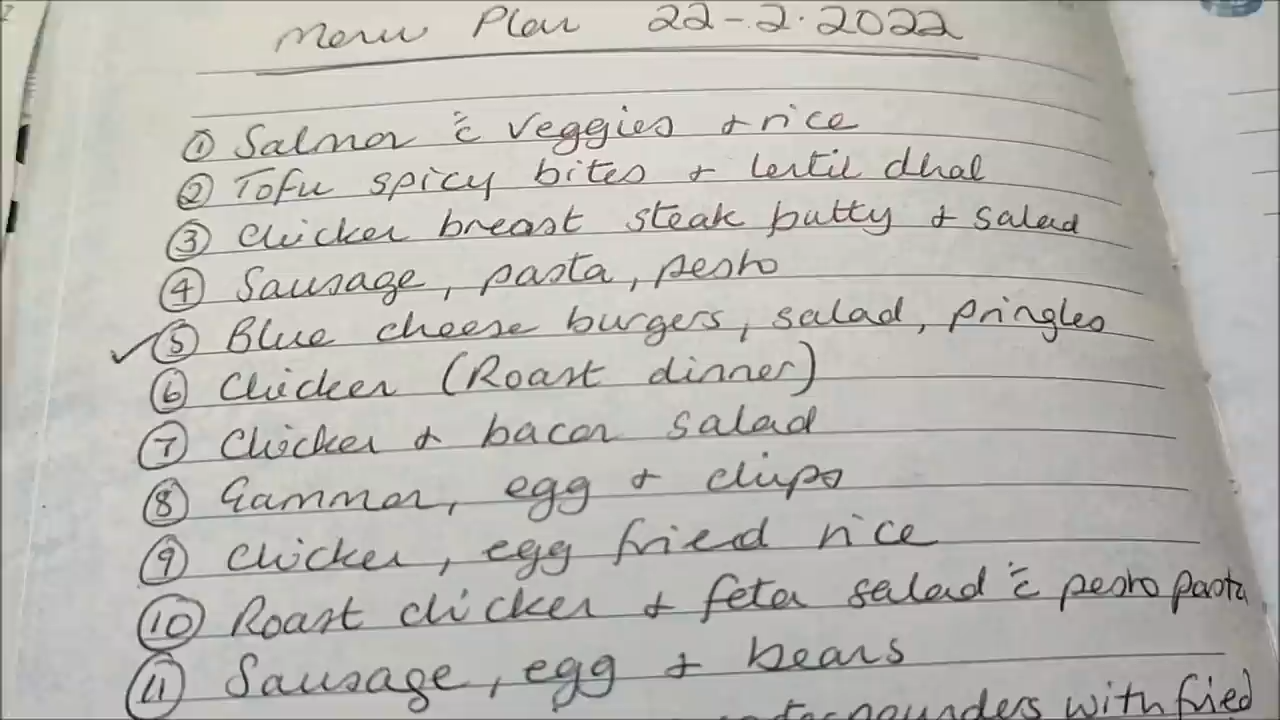 Menu Plan 22-2.2022
① Salmon c̄ veggies + rice
② Tofu spicy bites + lentil dhal
③ Chicken breast steak butty + salad
④ Sausage, pasta, pesto
✓⑤ Blue cheese burgers, salad, pringles
⑥ Chicken (Roast dinner)
⑦ Chicken + bacon salad
⑧ Gammon, egg + chips
⑨ Chicken, egg fried rice
⑩ Roast chicken + feta salad c̄ pesto pasta
⑪ Sausage, egg + beans
with fried